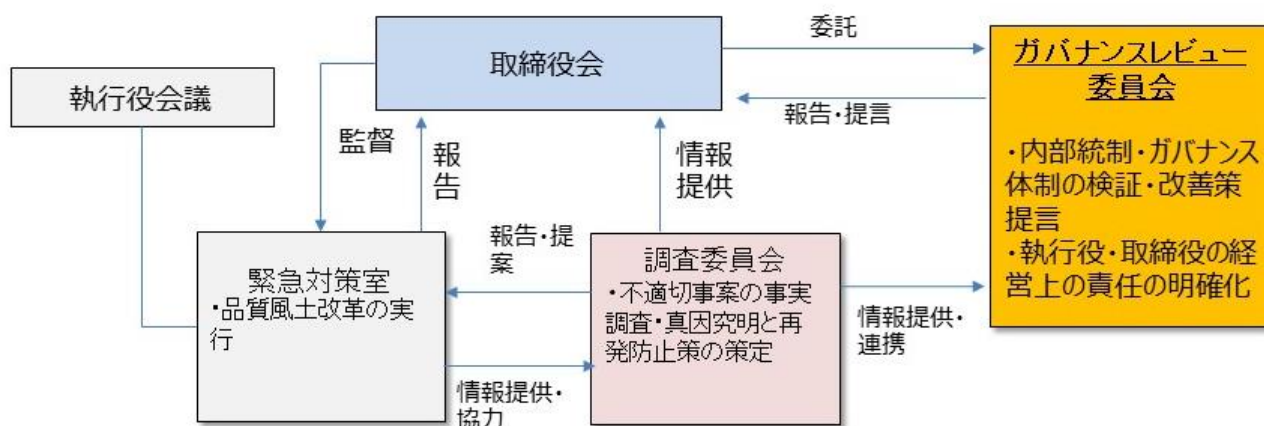 委託
取締役会
ガバナンスレビュー
委員会
執行役会議
報告・提言
監督
報
告
情報
提供
・内部統制・ガバナンス
体制の検証・改善策
提言
・執行役・取締役の経
営上の責任の明確化
緊急対策室
・品質風土改革の実
行
報告・提
案
調査委員会
・不適切事案の事実
調査・真因究明と再
発防止策の策定
情報提供・
連携
情報提供・
協力